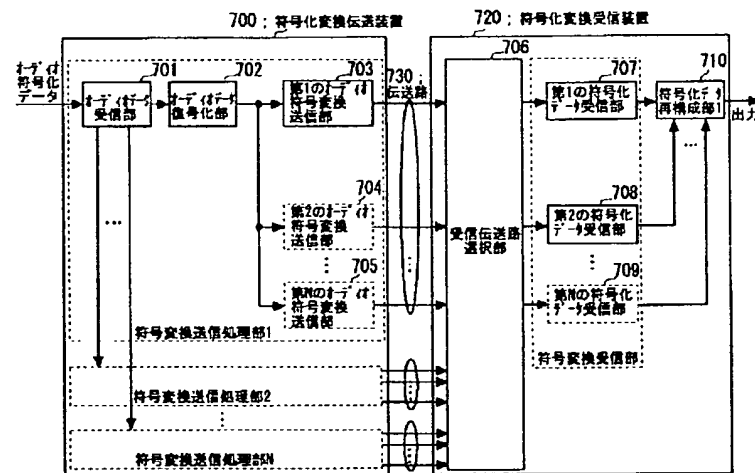 700；符号化変換伝送装置
720；符号化変換受信装置
オーディオ
符号化
データ
701
オーディオデータ
受信部
702
オーディオデータ
復号化部
703
第1のオーディオ
符号変換
送信部
730；
伝送路
706
受信伝送路
選択部
707
第1の符号化
データ受信部
710
符号化データ
再構成部1
出力
…
704
第2のオーディオ
符号変換
送信部
⋮
705
第Nのオーディオ
符号変換
送信部
708
第2の符号化
データ受信部
⋮
709
第Nの符号化
データ受信部
…
符号変換送信処理部1
符号変換受信部
符号変換送信処理部2
⋮
符号変換送信処理部N